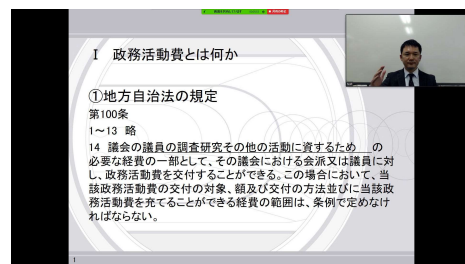 Ⅰ 政務活動費とは何か
①地方自治法の規定
第100条
1～13 略
14 議会の議員の調査研究その他の活動に資するため の
必要な経費の一部として、その議会における会派又は議員に対
し、政務活動費を交付することができる。この場合において、当
該政務活動費の交付の対象、額及び交付の方法並びに当該政
務活動費を充てることができる経費の範囲は、条例で定めなけ
ればならない。
1